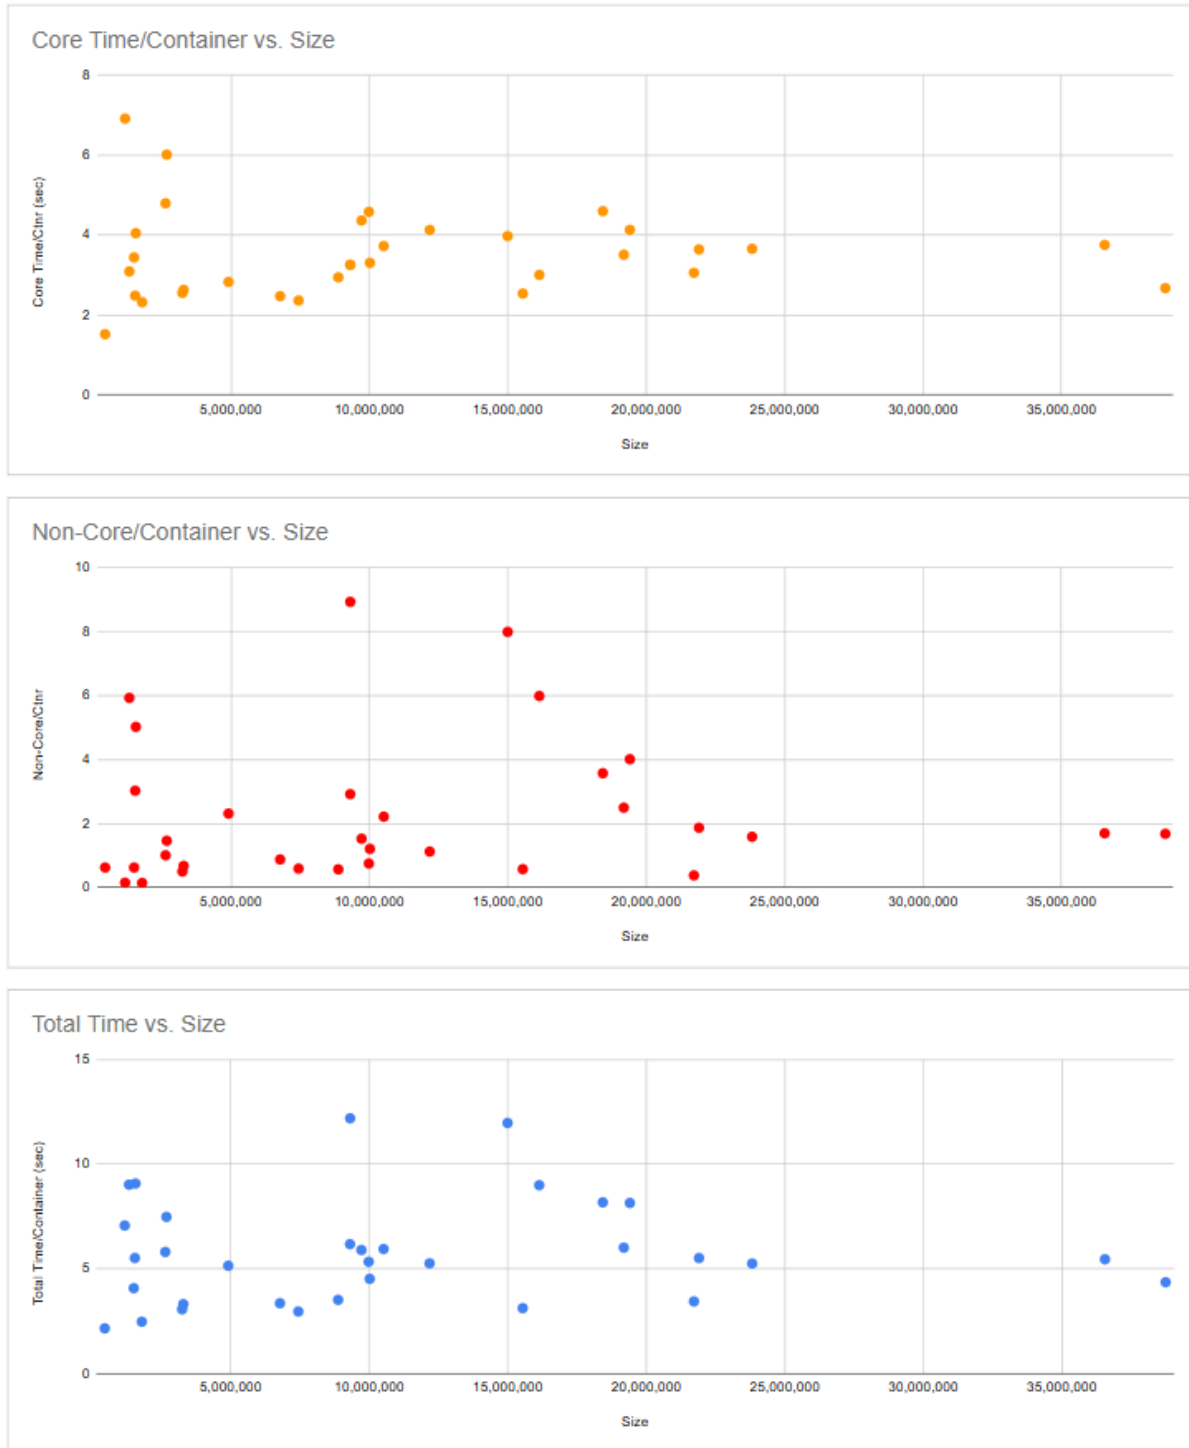 Core Time/Container vs. Size
8
6
4
2
0
Core Time/Ctnr (sec)
5,000,000 10,000,000 15,000,000 20,000,000 25,000,000 30,000,000 35,000,000
Size
Non-Core/Container vs. Size
10
8
6
4
2
0
Non-Core/Ctnr
5,000,000 10,000,000 15,000,000 20,000,000 25,000,000 30,000,000 35,000,000
Size
Total Time vs. Size
15
10
5
0
Total Time/Container (sec)
5,000,000 10,000,000 15,000,000 20,000,000 25,000,000 30,000,000 35,000,000
Size